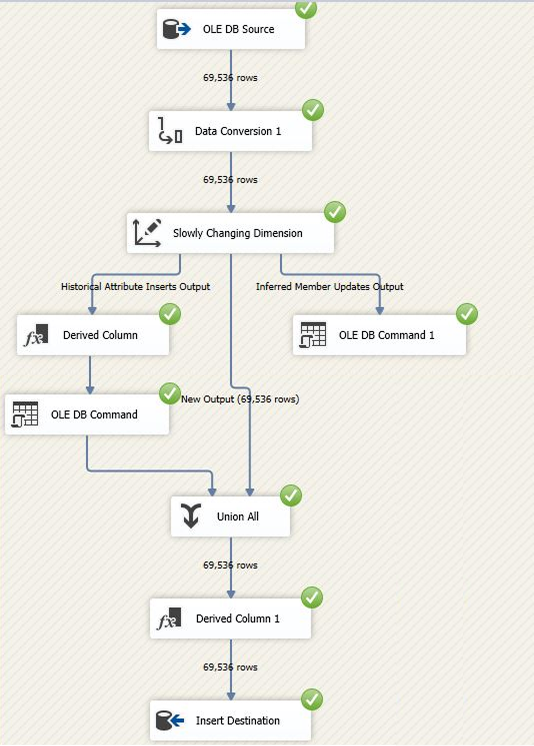 OLE DB Source
69,536 rows
Data Conversion 1
69,536 rows
Slowly Changing Dimension
Historical Attribute Inserts Output
Inferred Member Updates Output
Derived Column
OLE DB Command 1
OLE DB Command
New Output (69,536 rows)
Union All
69,536 rows
Derived Column 1
69,536 rows
Insert Destination